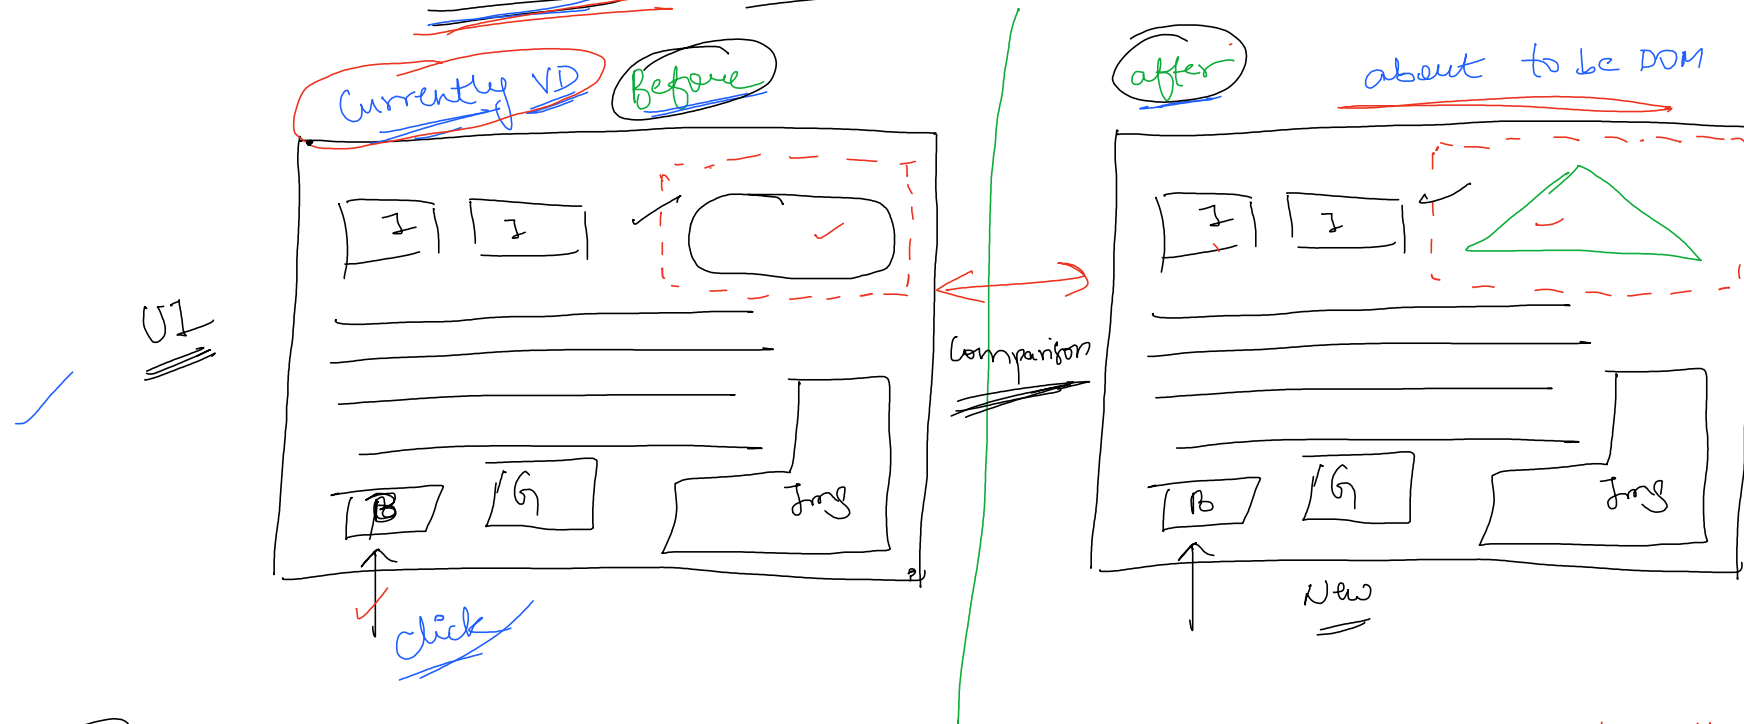 Currently VD Before after about to be DOM
I I I I
UI
Comparison
Img Img
B G B G
New
Click